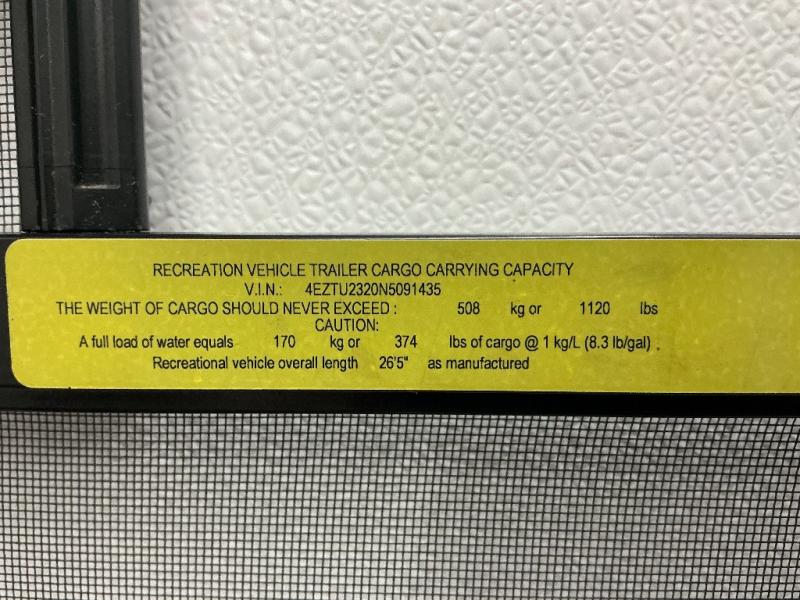 RECREATION VEHICLE TRAILER CARGO CARRYING CAPACITY
V.I.N.: 4EZTU2320N5091435
THE WEIGHT OF CARGO SHOULD NEVER EXCEED : 508 kg or 1120 lbs
CAUTION:
A full load of water equals 170 kg or 374 lbs of cargo @ 1 kg/L (8.3 lb/gal) .
Recreational vehicle overall length 26'5" as manufactured